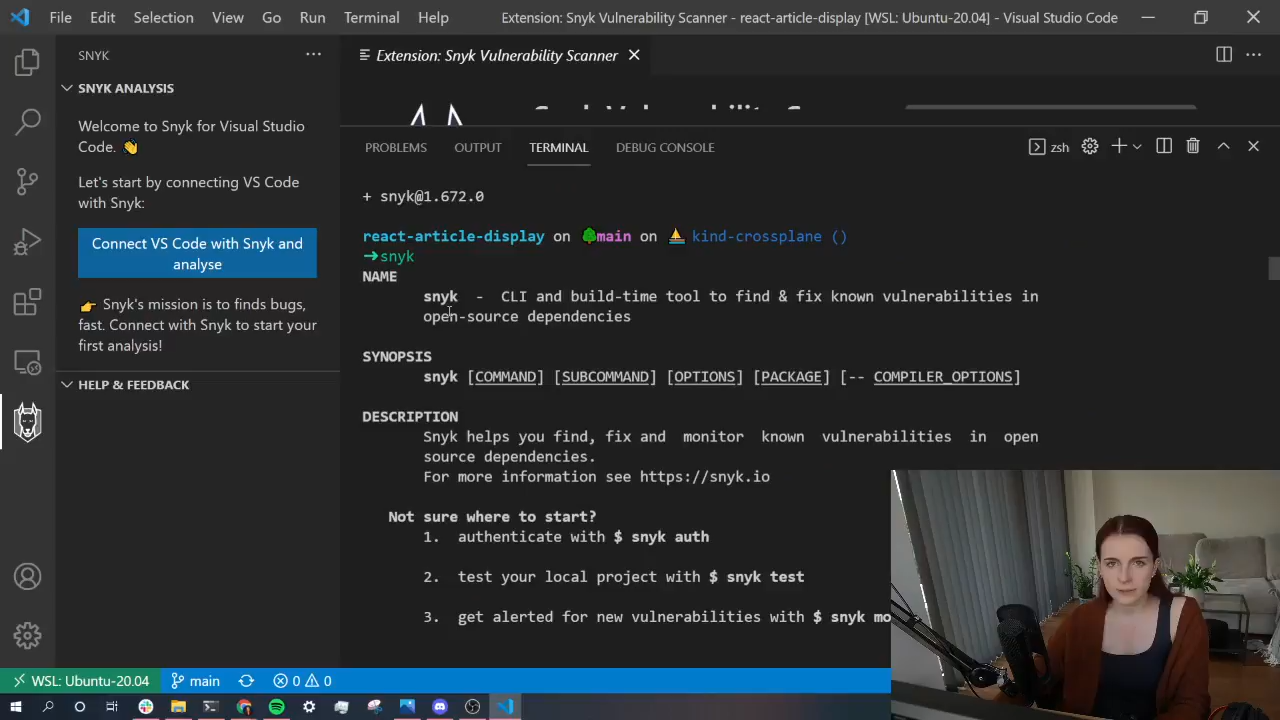 File Edit Selection View Go Run Terminal Help Extension: Snyk Vulnerability Scanner - react-article-display [WSL: Ubuntu-20.04] - Visual Studio Code
SNYK
Extension: Snyk Vulnerability Scanner
SNYK ANALYSIS
Welcome to Snyk for Visual Studio
Code. 👋
Let's start by connecting VS Code
with Snyk:
Connect VS Code with Snyk and
analyse
👉 Snyk's mission is to finds bugs,
fast. Connect with Snyk to start your
first analysis!
HELP & FEEDBACK
PROBLEMS OUTPUT TERMINAL DEBUG CONSOLE zsh
+ snyk@1.672.0
react-article-display on 🌳main on ⛵ kind-crossplane ()
➜snyk
NAME
snyk - CLI and build-time tool to find & fix known vulnerabilities in
open-source dependencies
SYNOPSIS
snyk [COMMAND] [SUBCOMMAND] [OPTIONS] [PACKAGE] [-- COMPILER_OPTIONS]
DESCRIPTION
Snyk helps you find, fix and monitor known vulnerabilities in open
source dependencies.
For more information see https://snyk.io
Not sure where to start?
1. authenticate with $ snyk auth
2. test your local project with $ snyk test
3. get alerted for new vulnerabilities with $ snyk mo
WSL: Ubuntu-20.04 main 0 0